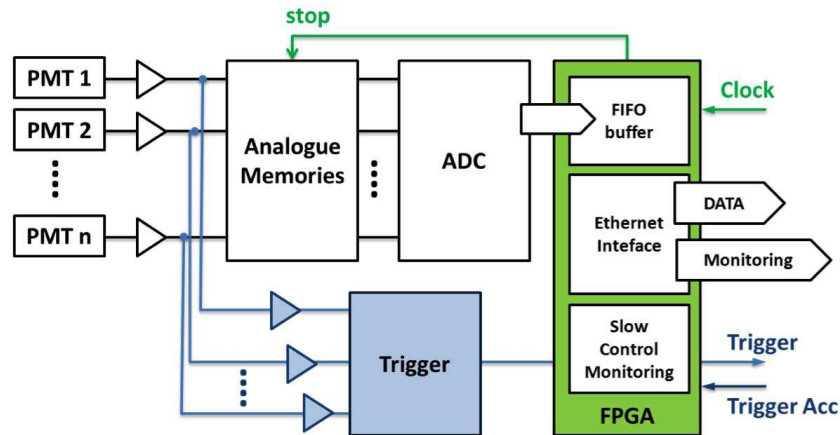 stop
PMT 1
PMT 2
PMT n
Analogue
Memories
ADC
FIFO
buffer
Clock
Ethernet
Inteface
DATA
Monitoring
Trigger
Slow
Control
Monitoring
FPGA
Trigger
Trigger Acc